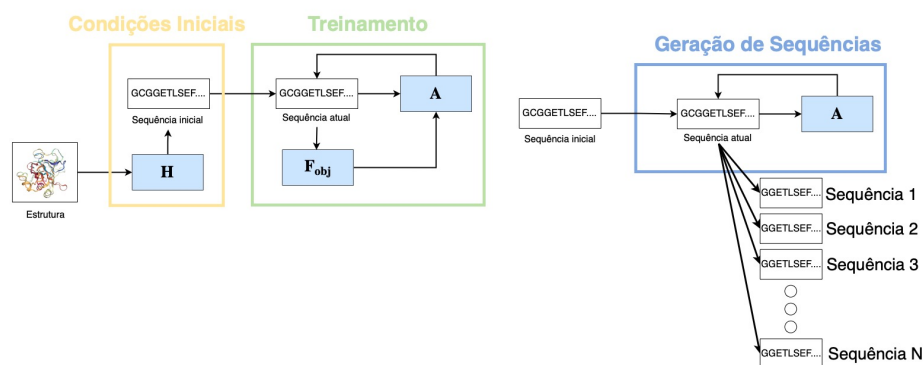 Condições Iniciais
Treinamento
GCGGETLSEF....
Sequência inicial
GCGGETLSEF....
Sequência atual
A
H
F obj
Estrutura
Geração de Sequências
GCGGETLSEF....
Sequência inicial
GCGGETLSEF....
Sequência atual
A
GGETLSEF.... Sequência 1
GGETLSEF.... Sequência 2
GGETLSEF.... Sequência 3
GGETLSEF.... Sequência N